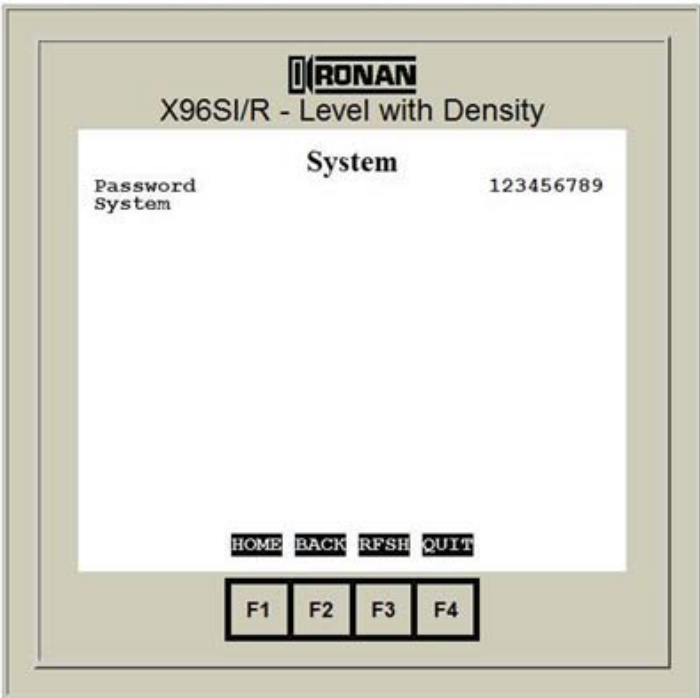 RONAN
X96SI/R - Level with Density
System
Password 123456789
System
HOME BACK RFSH QUIT
F1 F2 F3 F4